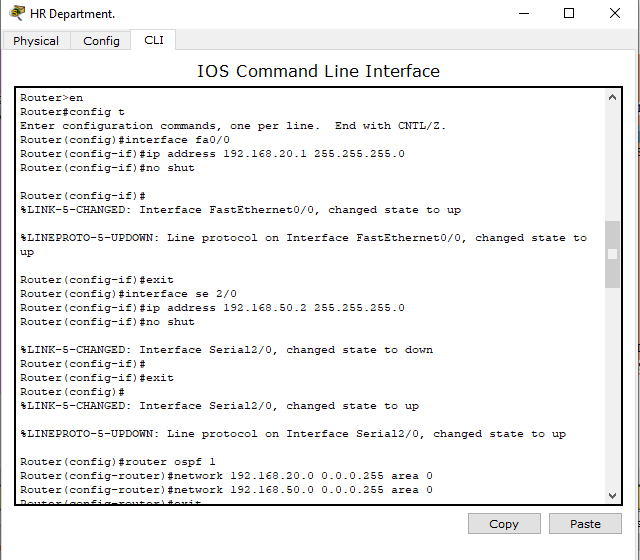 HR Department.
Physical Config CLI
IOS Command Line Interface
Router>en
Router#config t
Enter configuration commands, one per line.  End with CNTL/Z.
Router(config)#interface fa0/0
Router(config-if)#ip address 192.168.20.1 255.255.255.0
Router(config-if)#no shut
Router(config-if)#
%LINK-5-CHANGED: Interface FastEthernet0/0, changed state to up
%LINEPROTO-5-UPDOWN: Line protocol on Interface FastEthernet0/0, changed state to
up
Router(config-if)#exit
Router(config)#interface se 2/0
Router(config-if)#ip address 192.168.50.2 255.255.255.0
Router(config-if)#no shut
%LINK-5-CHANGED: Interface Serial2/0, changed state to down
Router(config-if)#
Router(config-if)#exit
Router(config)#
%LINK-5-CHANGED: Interface Serial2/0, changed state to up
%LINEPROTO-5-UPDOWN: Line protocol on Interface Serial2/0, changed state to up
Router(config)#router ospf 1
Router(config-router)#network 192.168.20.0 0.0.0.255 area 0
Router(config-router)#network 192.168.50.0 0.0.0.255 area 0
Router(config-router)#exit
Copy Paste